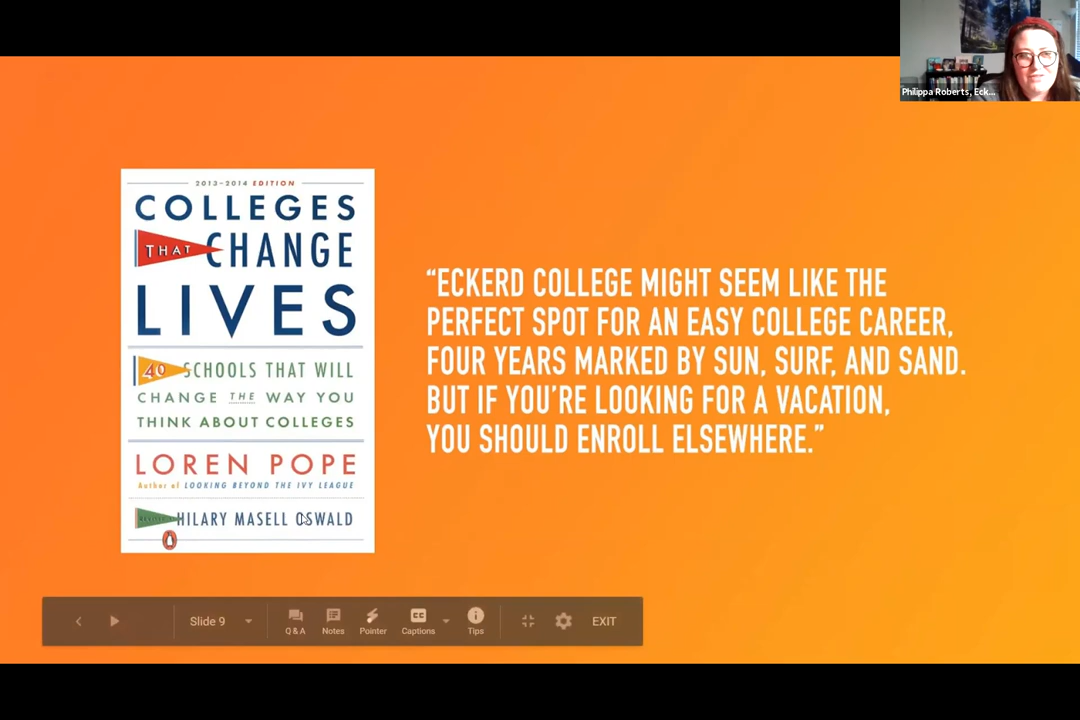 Philippa Roberts, Eck...
2013-2014 EDITION
COLLEGES
THAT CHANGE
LIVES
40 SCHOOLS THAT WILL
CHANGE THE WAY YOU
THINK ABOUT COLLEGES
LOREN POPE
Author of LOOKING BEYOND THE IVY LEAGUE
HILARY MASELL OSWALD
“ECKERD COLLEGE MIGHT SEEM LIKE THE
PERFECT SPOT FOR AN EASY COLLEGE CAREER,
FOUR YEARS MARKED BY SUN, SURF, AND SAND.
BUT IF YOU’RE LOOKING FOR A VACATION,
YOU SHOULD ENROLL ELSEWHERE.”
Slide 9
Q & A
Notes
Pointer
CC
Captions
Tips
EXIT